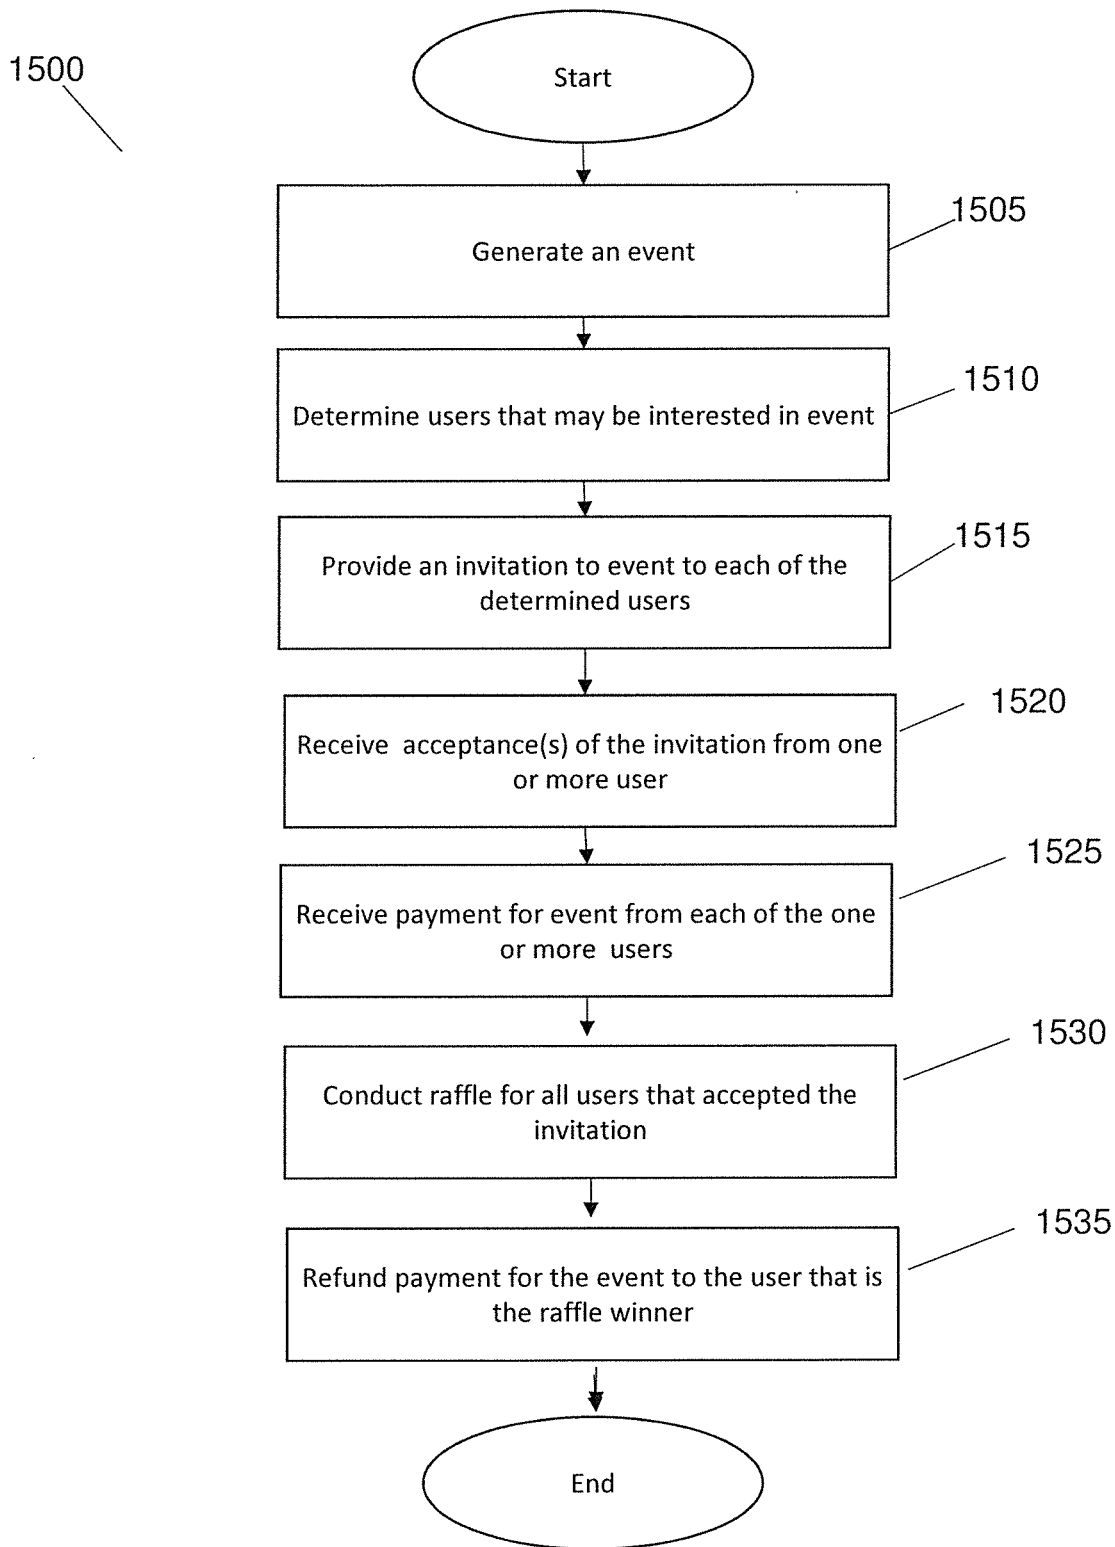 1500
Start
1505
Generate an event
1510
Determine users that may be interested in event
1515
Provide an invitation to event to each of the
determined users
1520
Receive acceptance(s) of the invitation from one
or more user
1525
Receive payment for event from each of the one
or more users
1530
Conduct raffle for all users that accepted the
invitation
1535
Refund payment for the event to the user that is
the raffle winner
End